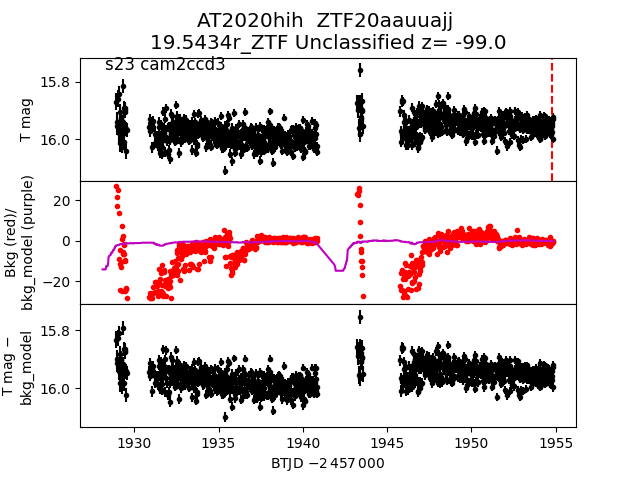 AT2020hih  ZTF20aauuajj
19.5434r_ZTF Unclassified z= -99.0
s23 cam2ccd3
T mag
15.8
16.0
Bkg (red)/
bkg_model (purple)
20
0
−20
T mag −
bkg_model
15.8
16.0
1930
1935
1940
1945
1950
1955
BTJD −2 457 000